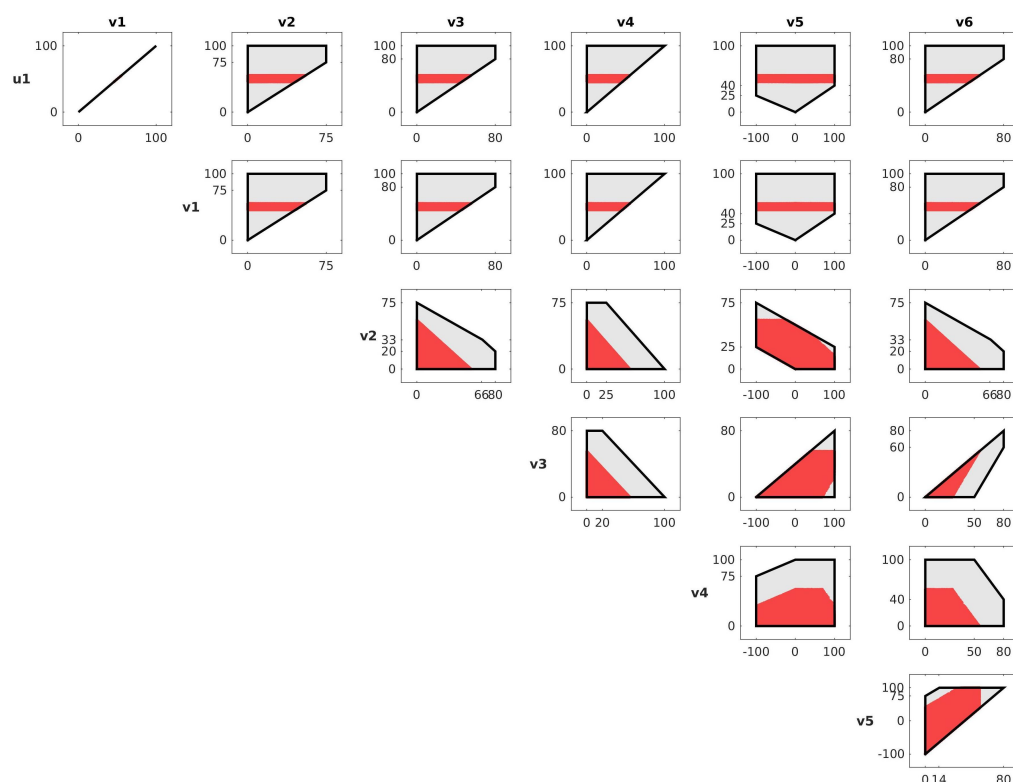 v1 v2 v3 v4 v5 v6
u1
100 0 0 100
100 75 0 0 75
100 80 0 0 80
100 0 0 100
100 40 25 0 -100 0 100
100 80 0 0 80
v1
100 75 0 0 75
100 80 0 0 80
100 0 0 100
100 40 25 0 -100 0 100
100 80 0 0 80
v2
75 33 20 0 0 6680
75 0 0 25 100
75 25 0 -100 0 100
75 33 20 0 0 6680
v3
80 0 0 20 100
80 0 -100 0 100
80 60 0 0 50 80
v4
100 75 0 -100 0 100
100 40 0 0 50 80
v5
100 75 0 -100 0 14 80